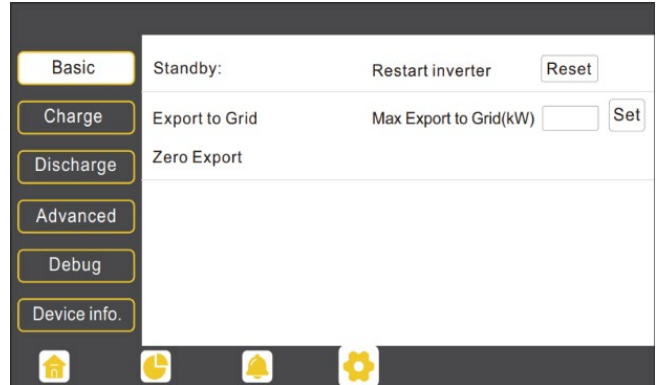 Basic
Charge
Discharge
Advanced
Debug
Device info.
Standby:
Restart inverter
Reset
Export to Grid
Max Export to Grid(kW)
Set
Zero Export